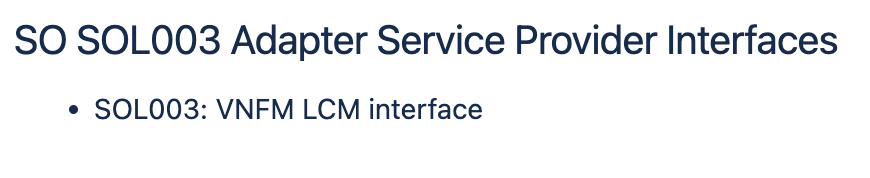 SO SOL003 Adapter Service Provider Interfaces
• SOL003: VNFM LCM interface